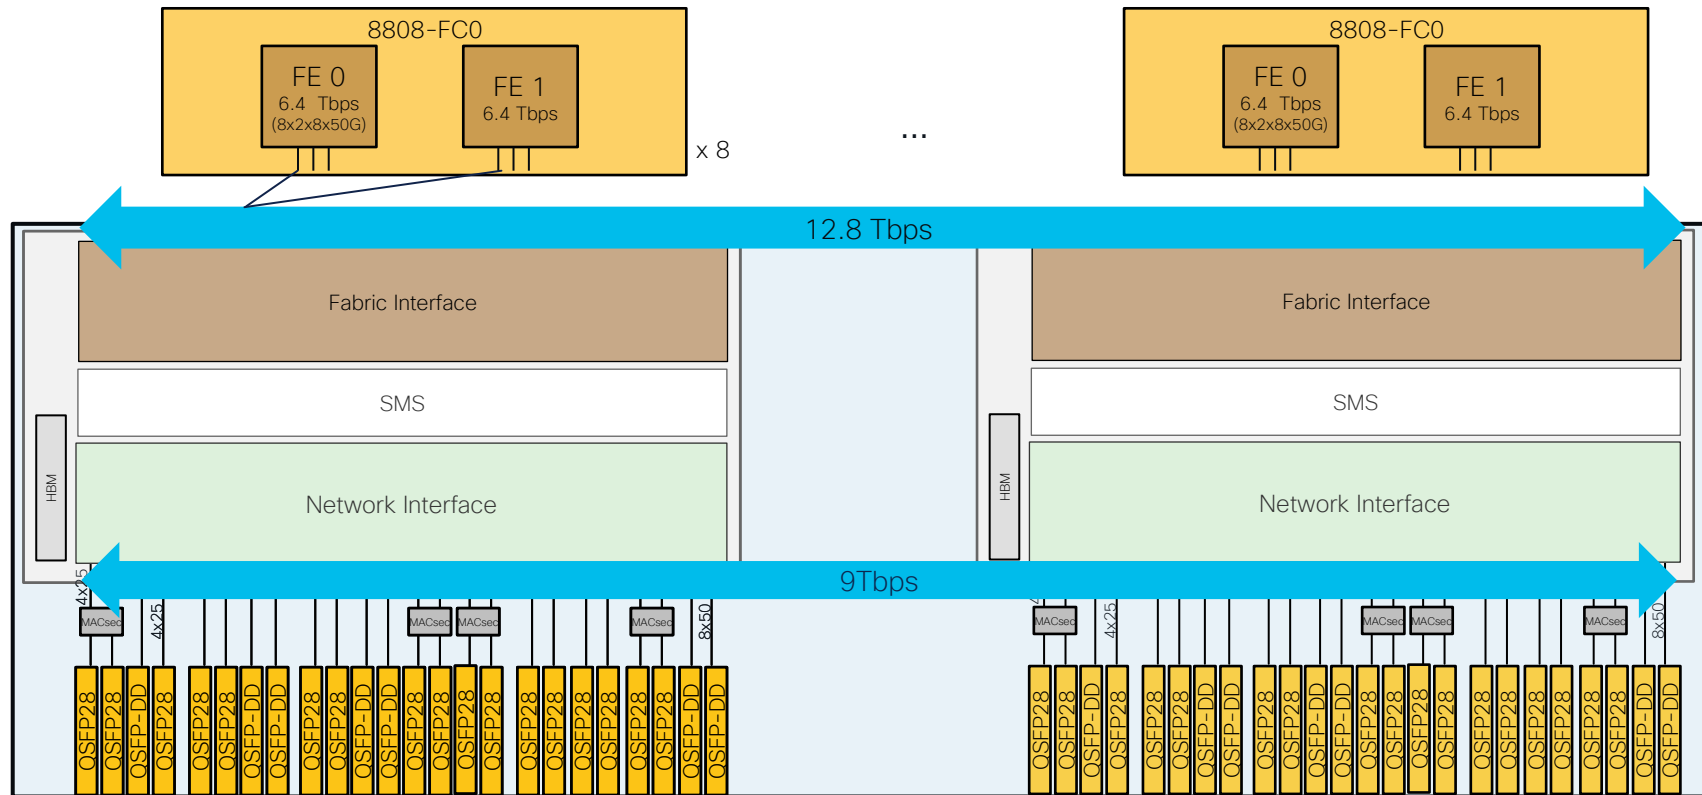 8808-FC0
FE 0
6.4 Tbps
(8x2x8x50G)
FE 1
6.4 Tbps
x 8
...
8808-FC0
FE 0
6.4 Tbps
(8x2x8x50G)
FE 1
6.4 Tbps
12.8 Tbps
Fabric Interface
SMS
HBM
Network Interface
Fabric Interface
SMS
HBM
Network Interface
9Tbps
4x25
MACsec
4x25
MACsec
MACsec
MACsec
8x50
MACsec
4x25
MACsec
MACsec
MACsec
8x50
QSFP28
QSFP28
QSFP-DD
QSFP28
QSFP28
QSFP28
QSFP-DD
QSFP-DD
QSFP28
QSFP28
QSFP-DD
QSFP-DD
QSFP28
QSFP28
QSFP28
QSFP28
QSFP28
QSFP28
QSFP28
QSFP28
QSFP28
QSFP28
QSFP-DD
QSFP-DD
QSFP28
QSFP28
QSFP-DD
QSFP28
QSFP28
QSFP28
QSFP-DD
QSFP-DD
QSFP28
QSFP28
QSFP-DD
QSFP-DD
QSFP28
QSFP28
QSFP28
QSFP28
QSFP28
QSFP28
QSFP28
QSFP28
QSFP28
QSFP28
QSFP-DD
QSFP-DD